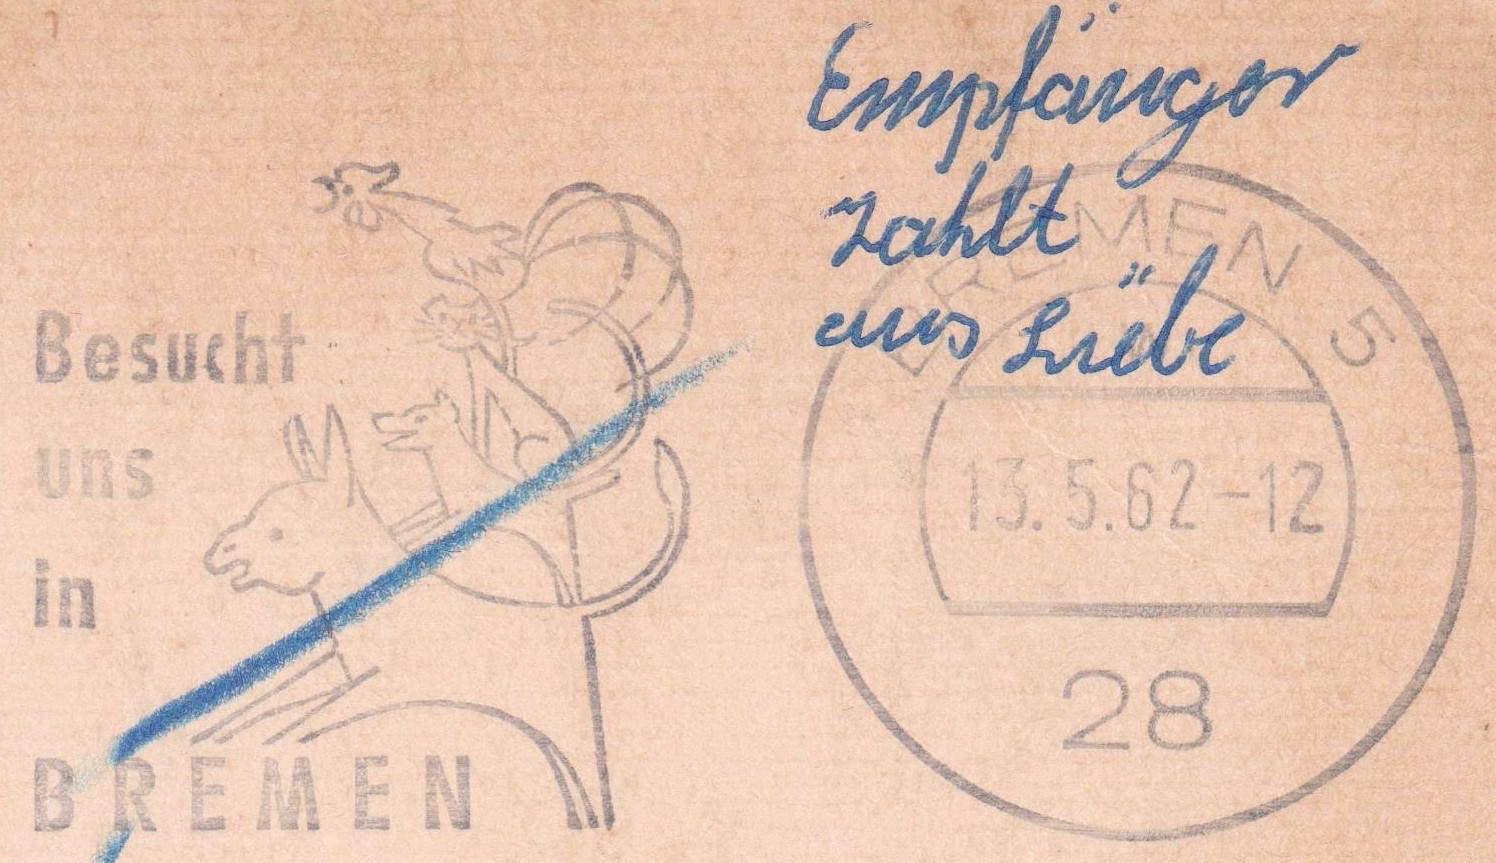 Empfänger
zahlt
aus Liebe
Besucht
uns
in
BREMEN
BREMEN 5
13.5.62-12
28